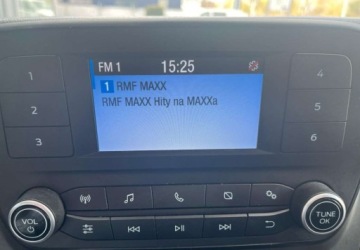 FM 1 15:25
1 RMF MAXX
RMF MAXX Hity na MAXXa
1 4
2 5
3 6
VOL
TUNE
OK